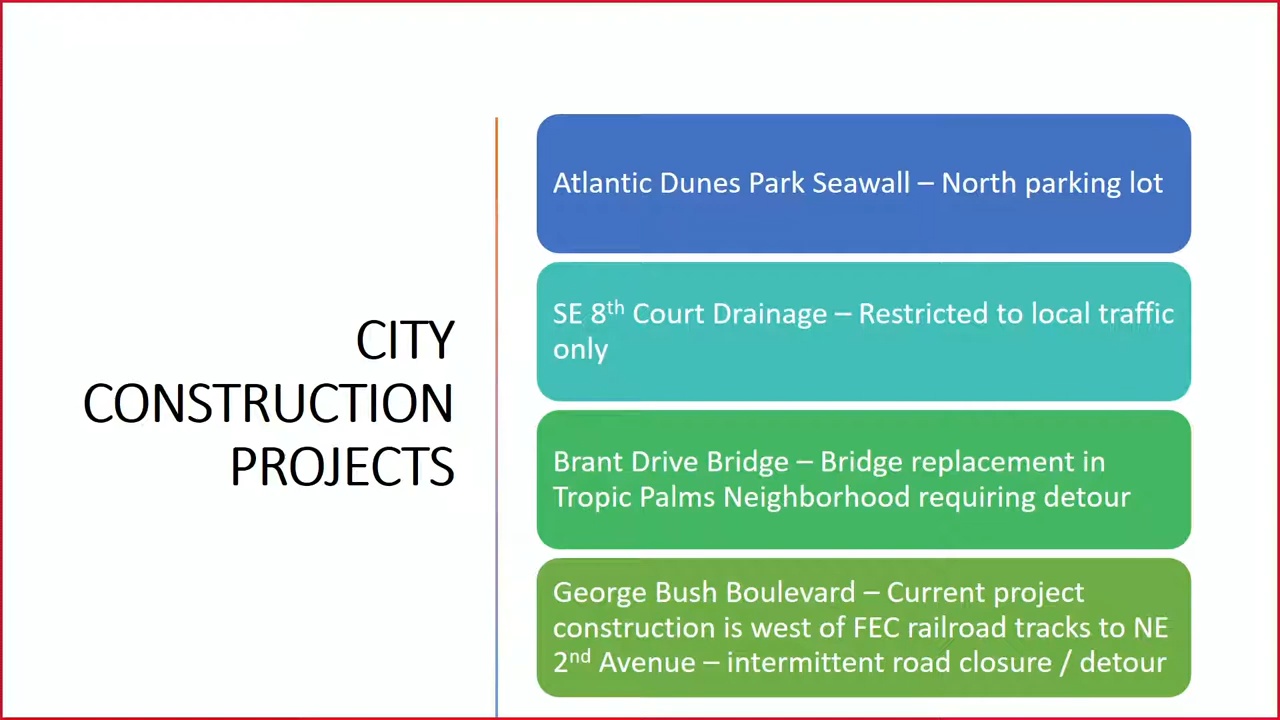 CITY
CONSTRUCTION
PROJECTS
Atlantic Dunes Park Seawall – North parking lot
SE 8th Court Drainage – Restricted to local traffic
only
Brant Drive Bridge – Bridge replacement in
Tropic Palms Neighborhood requiring detour
George Bush Boulevard – Current project
construction is west of FEC railroad tracks to NE
2nd Avenue – intermittent road closure / detour